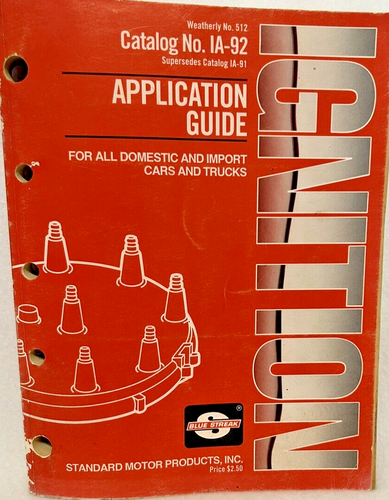 Weatherly No. 512
Catalog No. IA-92
Supersedes Catalog IA-91
APPLICATION
GUIDE
FOR ALL DOMESTIC AND IMPORT
CARS AND TRUCKS
IGNITION
BLUE STREAK
S
®
STANDARD MOTOR PRODUCTS, INC.
Price $2.50